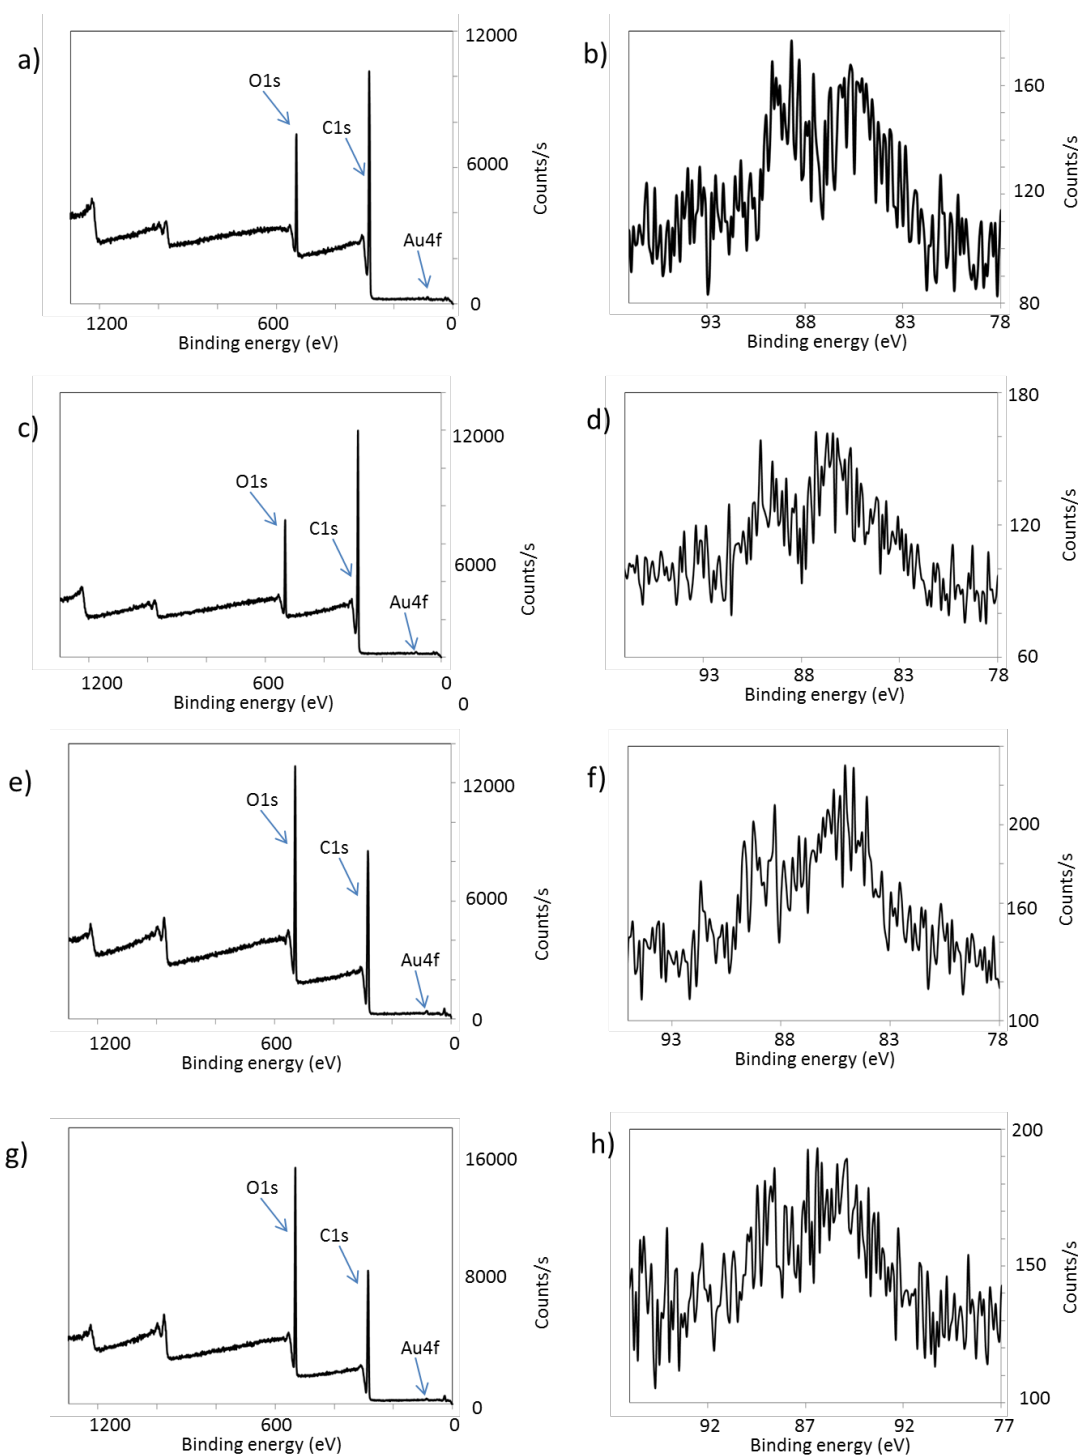 a)
12000
O1s
C1s
6000
Counts/s
Au4f
0
1200
600
0
Binding energy (eV)
b)
160
120
Counts/s
80
93
88
83
78
Binding energy (eV)
c)
12000
O1s
C1s
6000
Counts/s
Au4f
1200
600
0
Binding energy (eV)
0
d)
180
120
Counts/s
60
93
88
83
78
Binding energy (eV)
e)
12000
O1s
C1s
6000
Counts/s
Au4f
0
1200
600
0
Binding energy (eV)
f)
200
160
Counts/s
100
93
88
83
78
Binding energy (eV)
g)
16000
O1s
C1s
8000
Counts/s
Au4f
0
1200
600
0
Binding energy (eV)
h)
200
150
Counts/s
100
92
87
92
77
Binding energy (eV)